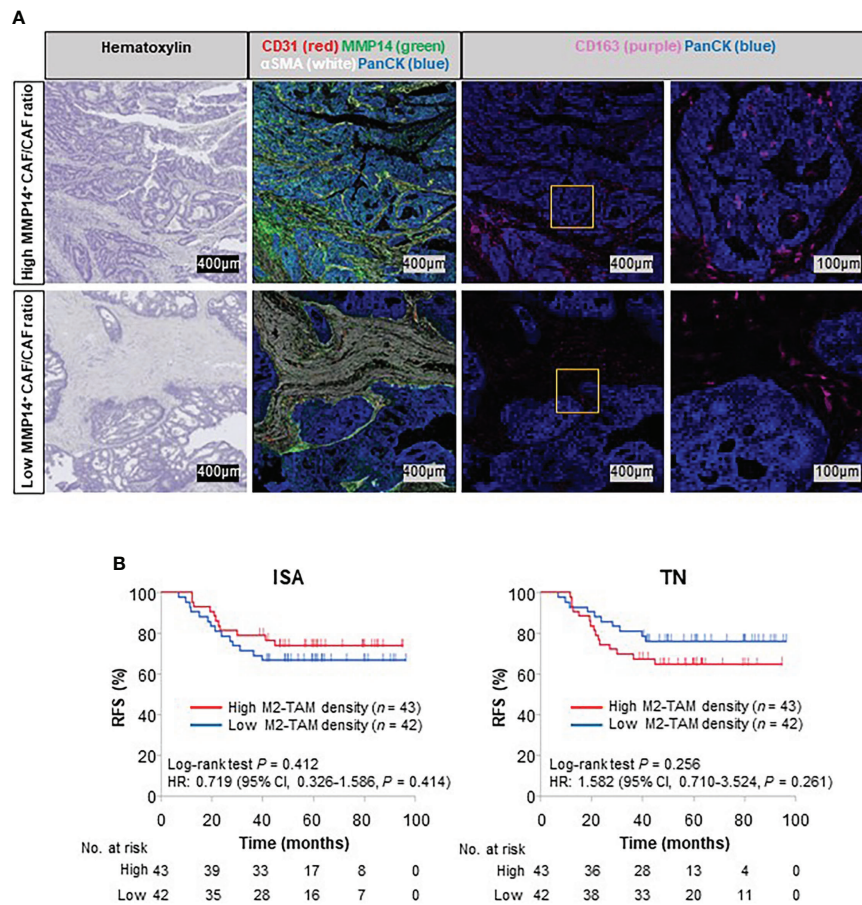 A
Hematoxylin
CD31 (red) MMP14 (green)
αSMA (white) PanCK (blue)
CD163 (purple) PanCK (blue)
High MMP14⁺ CAF/CAF ratio
400μm
400μm
400μm
100μm
Low MMP14⁺ CAF/CAF ratio
400μm
400μm
400μm
100μm
B
ISA
RFS (%)
100
80
60
40
20
0
High M2-TAM density (n = 43)
Low M2-TAM density (n = 42)
Log-rank test P = 0.412
HR: 0.719 (95% CI, 0.326-1.586, P = 0.414)
0 20 40 60 80 100
Time (months)
No. at risk
High 43 39 33 17 8 0
Low 42 35 28 16 7 0
TN
RFS (%)
100
80
60
40
20
0
High M2-TAM density (n = 43)
Low M2-TAM density (n = 42)
Log-rank test P = 0.256
HR: 1.582 (95% CI, 0.710-3.524, P = 0.261)
0 20 40 60 80 100
Time (months)
No. at risk
High 43 36 28 13 4 0
Low 42 38 33 20 11 0